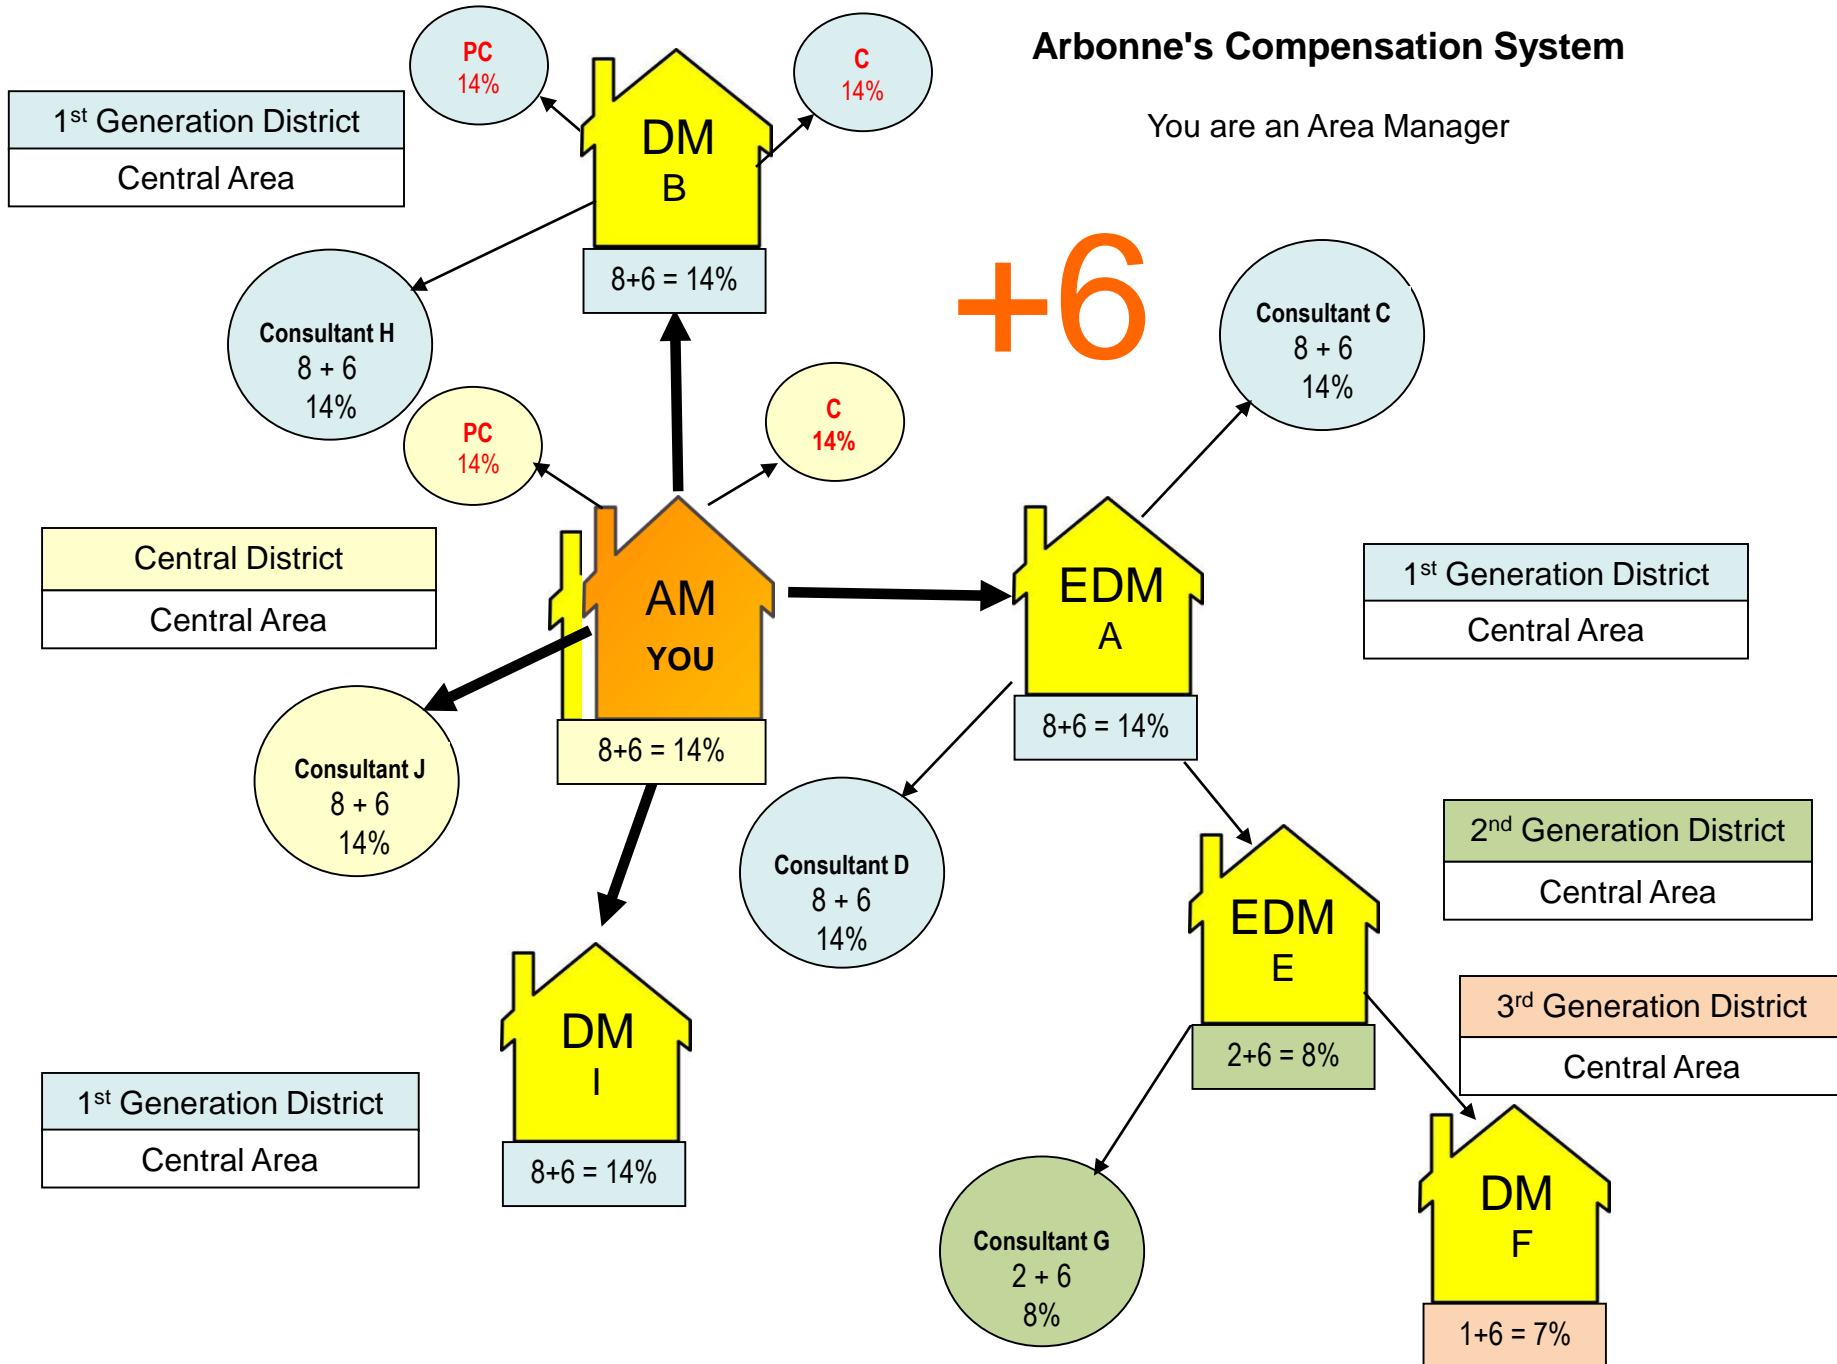 Arbonne's Compensation System
You are an Area Manager
PC
14%
C
14%
DM
B
8+6 = 14%
1st Generation District
Central Area
Consultant H
8 + 6
14%
+6
Consultant C
8 + 6
14%
PC
14%
C
14%
Central District
Central Area
AM
YOU
8+6 = 14%
EDM
A
8+6 = 14%
1st Generation District
Central Area
Consultant J
8 + 6
14%
Consultant D
8 + 6
14%
2nd Generation District
Central Area
EDM
E
2+6 = 8%
3rd Generation District
Central Area
DM
I
8+6 = 14%
1st Generation District
Central Area
Consultant G
2 + 6
8%
DM
F
1+6 = 7%